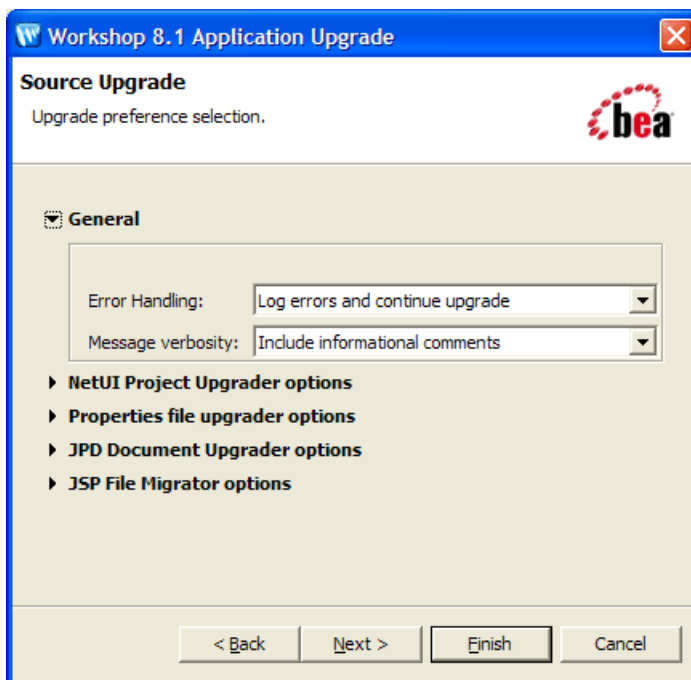 Workshop 8.1 Application Upgrade
Source Upgrade
Upgrade preference selection.
bea
General
Error Handling: Log errors and continue upgrade
Message verbosity: Include informational comments
NetUI Project Upgrader options
Properties file upgrader options
JPD Document Upgrader options
JSP File Migrator options
< Back Next > Finish Cancel